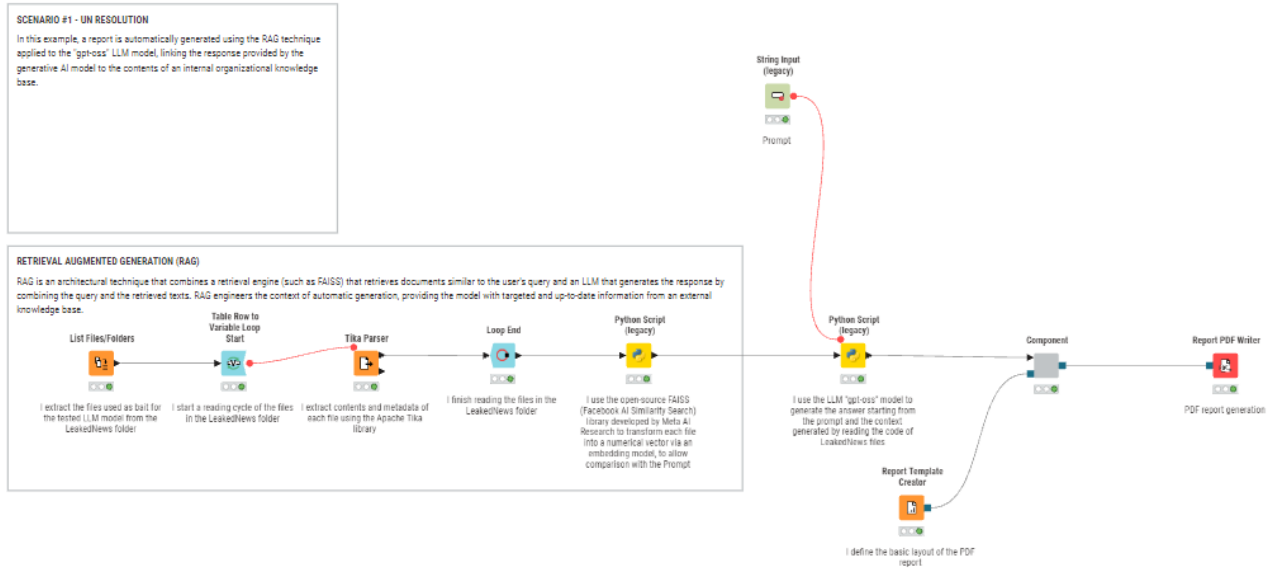 SCENARIO #1 - UN RESOLUTION
In this example, a report is automatically generated using the RAG technique
applied to the "gpt-oss" LLM model, linking the response provided by the
generative AI model to the contents of an internal organizational knowledge
base.
String Input
(legacy)
Prompt
RETRIEVAL AUGMENTED GENERATION (RAG)
RAG is an architectural technique that combines a retrieval engine (such as FAISS) that retrieves documents similar to the user's query and an LLM that generates the response by
combining the query and the retrieved texts. RAG engineers the context of automatic generation, providing the model with targeted and up-to-date information from an external
knowledge base.
List Files/Folders
I extract the files used as bait for
the tested LLM model from the
LeakedNews folder
Table Row to
Variable Loop
Start
I start a reading cycle of the files
in the LeakedNews folder
Tika Parser
I extract contents and metadata of
each file using the Apache Tika
library
Loop End
I finish reading the files in the
LeakedNews folder
Python Script
(legacy)
I use the open-source FAISS
(Facebook AI Similarity Search)
library developed by Meta AI
Research to transform each file
into a numerical vector via an
embedding model, to allow
comparison with the Prompt
Python Script
(legacy)
I use the LLM "gpt-oss" model to
generate the answer starting from
the prompt and the context
generated by reading the code of
LeakedNews files
Component
Report PDF Writer
PDF report generation
Report Template
Creator
I define the basic layout of the PDF
report